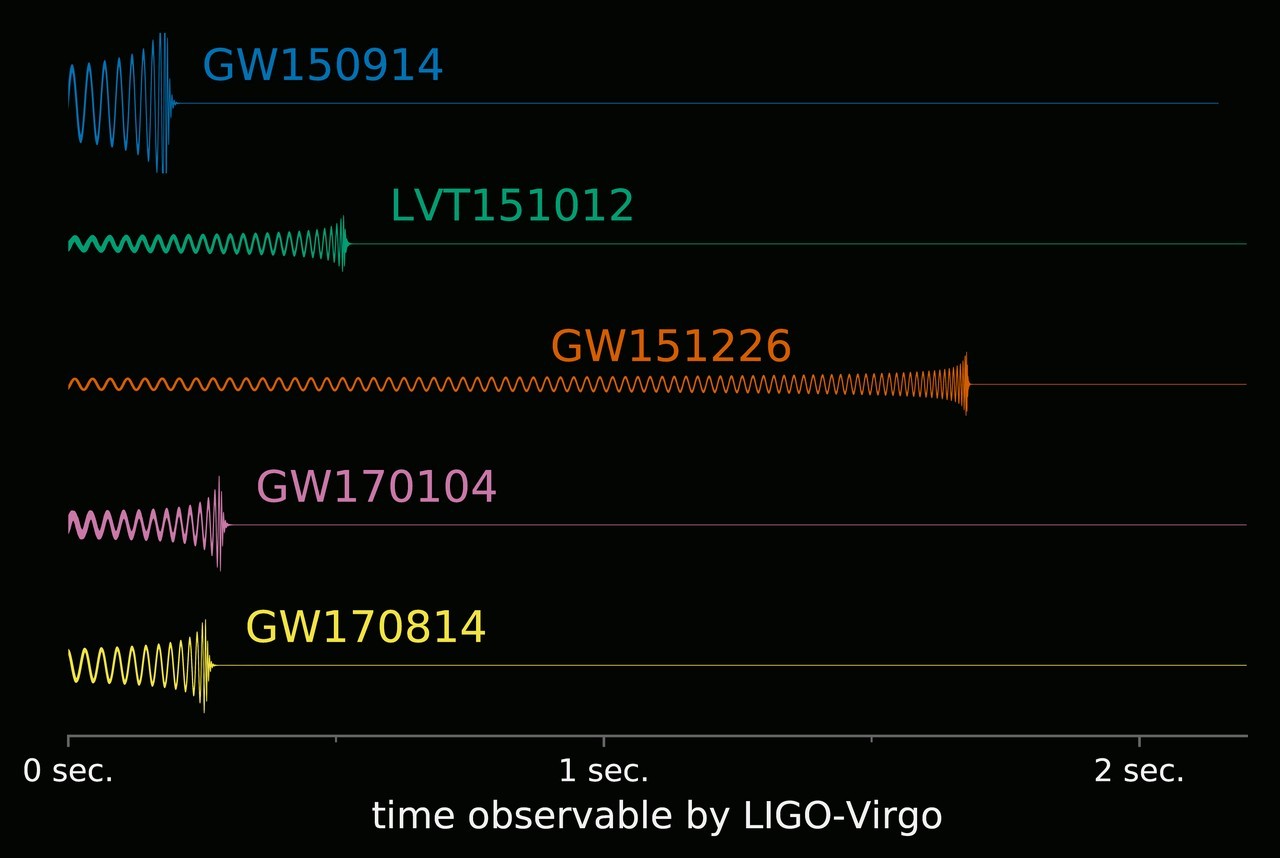 GW150914
LVT151012
GW151226
GW170104
GW170814
0 sec. 1 sec. 2 sec.
time observable by LIGO-Virgo